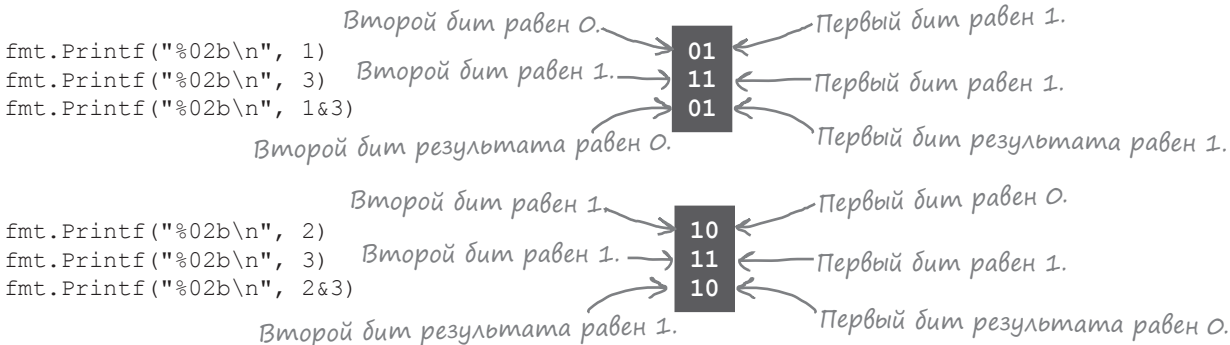 Второй бит равен 0.
Первый бит равен 1.
fmt.Printf("%02b\n", 1)
01
fmt.Printf("%02b\n", 3)
Второй бит равен 1.
11
Первый бит равен 1.
fmt.Printf("%02b\n", 1&3)
01
Второй бит результата равен 0.
Первый бит результата равен 1.
Второй бит равен 1.
Первый бит равен 0.
fmt.Printf("%02b\n", 2)
10
fmt.Printf("%02b\n", 3)
Второй бит равен 1.
11
Первый бит равен 1.
fmt.Printf("%02b\n", 2&3)
10
Второй бит результата равен 1.
Первый бит результата равен 0.